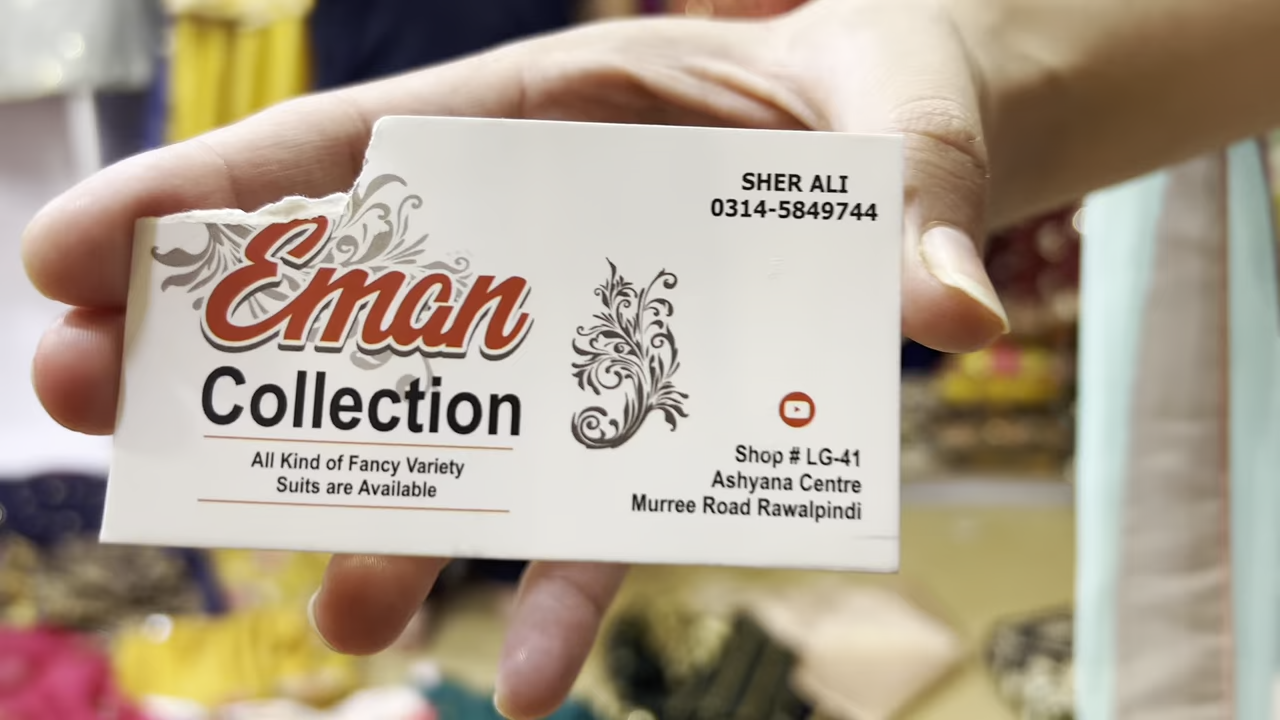 Eman
Collection
All Kind of Fancy Variety
Suits are Available
SHER ALI
0314-5849744
Shop # LG-41
Ashyana Centre
Murree Road Rawalpindi